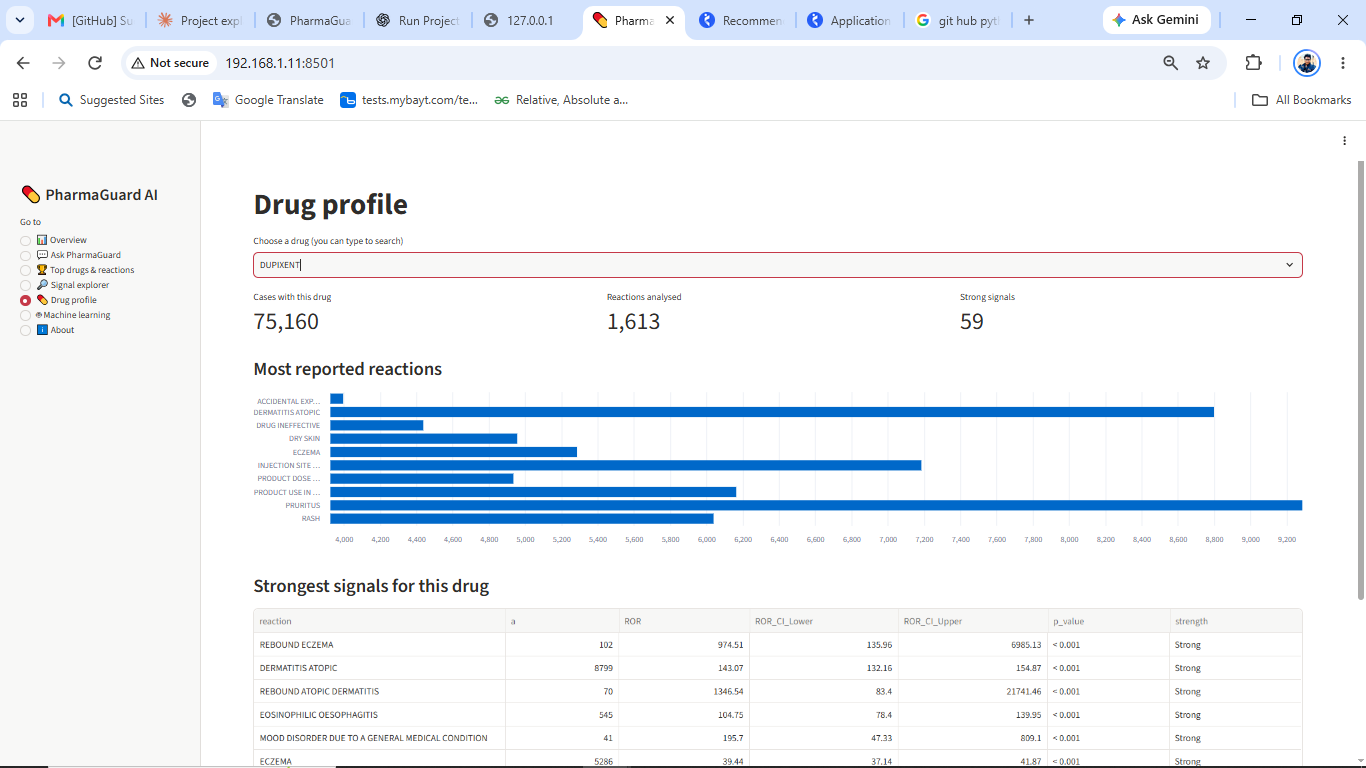 [GitHub] Su
Project expl
PharmaGua
Run Project
127.0.0.1
Pharma
Recommen
Application
git hub pyt
Ask Gemini
Not secure
192.168.1.11:8501
Suggested Sites
Google Translate
tests.mybayt.com/te...
Relative, Absolute a...
All Bookmarks
PharmaGuard AI
Go to
Overview
Ask PharmaGuard
Top drugs & reactions
Signal explorer
Drug profile
Machine learning
About
Drug profile
Choose a drug (you can type to search)
DUPIXENT
Cases with this drug Reactions analysed Strong signals
75,160 1,613 59
Most reported reactions
ACCIDENTAL EXP...
DERMATITIS ATOPIC
DRUG INEFFECTIVE
DRY SKIN
ECZEMA
INJECTION SITE ...
PRODUCT DOSE ...
PRODUCT USE IN ...
PRURITUS
RASH
4,000 4,200 4,400 4,600 4,800 5,000 5,200 5,400 5,600 5,800 6,000 6,200 6,400 6,600 6,800 7,000 7,200 7,400 7,600 7,800 8,000 8,200 8,400 8,600 8,800 9,000 9,200
Strongest signals for this drug
reaction a ROR ROR_CI_Lower ROR_CI_Upper p_value strength
REBOUND ECZEMA 102 974.51 135.96 6985.13 < 0.001 Strong
DERMATITIS ATOPIC 8799 143.07 132.16 154.87 < 0.001 Strong
REBOUND ATOPIC DERMATITIS 70 1346.54 83.4 21741.46 < 0.001 Strong
EOSINOPHILIC OESOPHAGITIS 545 104.75 78.4 139.95 < 0.001 Strong
MOOD DISORDER DUE TO A GENERAL MEDICAL CONDITION 41 195.7 47.33 809.1 < 0.001 Strong
ECZEMA 5286 39.44 37.14 41.87 < 0.001 Strong